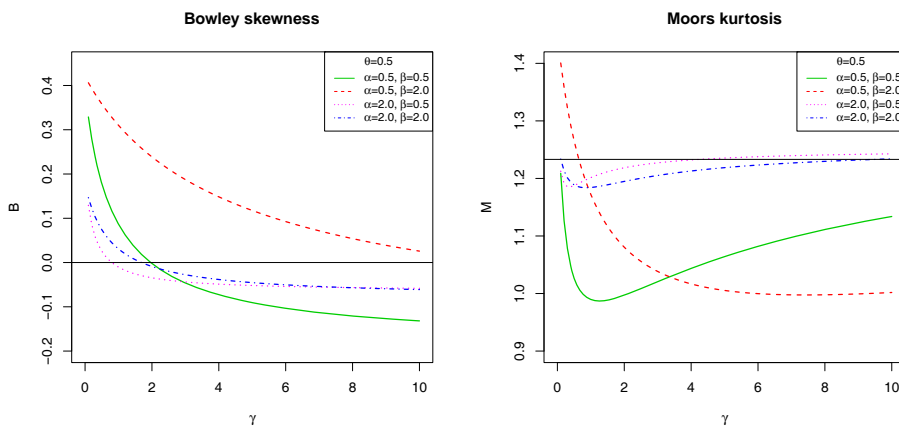 Bowley skewness
θ=0.5
α=0.5, β=0.5
α=0.5, β=2.0
α=2.0, β=0.5
α=2.0, β=2.0
B
0.4
0.3
0.2
0.1
0.0
−0.1
−0.2
0 2 4 6 8 10
γ
Moors kurtosis
θ=0.5
α=0.5, β=0.5
α=0.5, β=2.0
α=2.0, β=0.5
α=2.0, β=2.0
M
1.4
1.3
1.2
1.1
1.0
0.9
0 2 4 6 8 10
γ